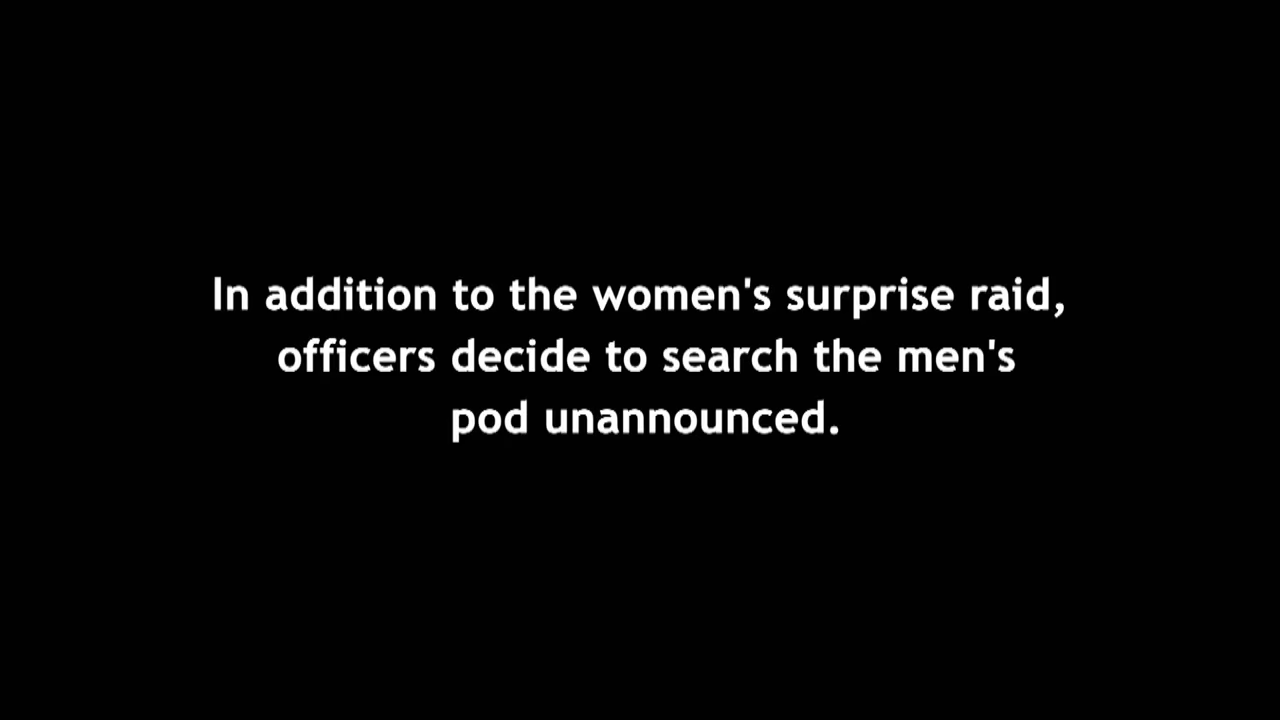 In addition to the women's surprise raid,
officers decide to search the men's
pod unannounced.